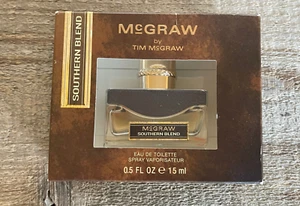 McGRAW
by
TIM McGRAW
SOUTHERN BLEND
McGRAW
SOUTHERN BLEND
EAU DE TOILETTE
SPRAY VAPORISATEUR
0.5 FL OZ ℮ 15 ml